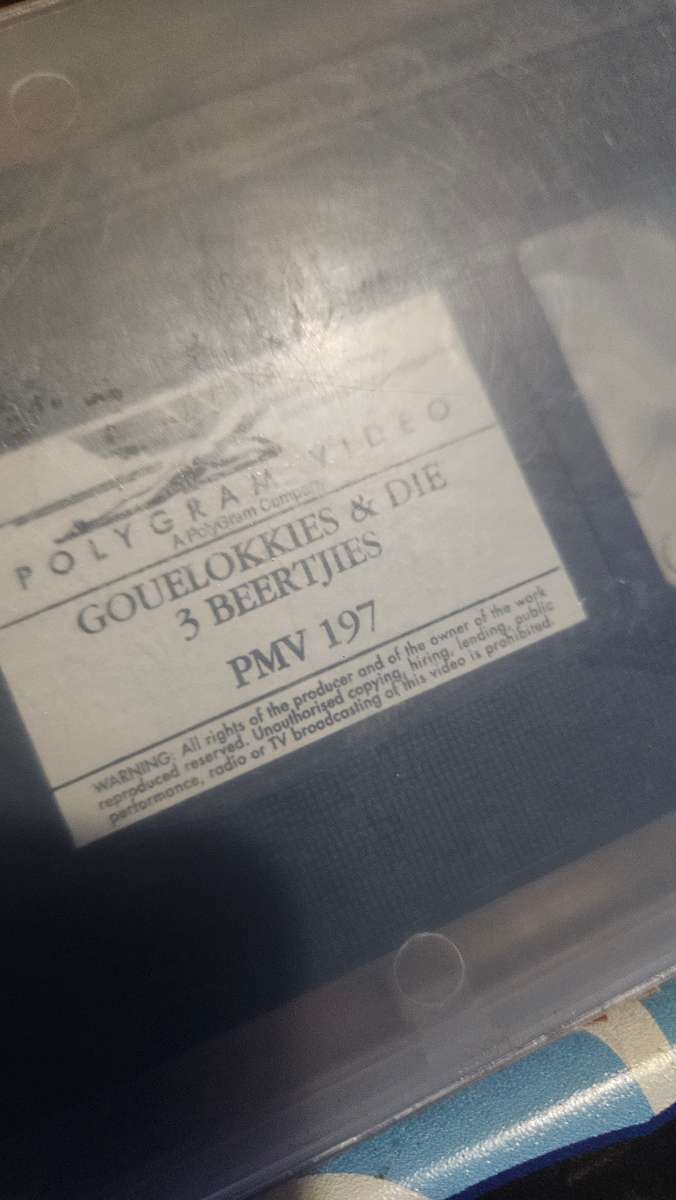 POLYGRAM VIDEO
A PolyGram Company
GOUELOKKIES & DIE
3 BEERTJIES
PMV 197
WARNING: All rights of the producer and of the owner of the work
reproduced reserved. Unauthorised copying, hiring, lending, public
performance, radio or TV broadcasting of this video is prohibited.